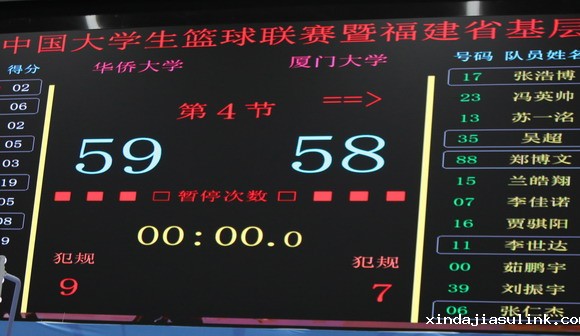 中国大学生篮球联赛暨福建省基层
得分
华侨大学
厦门大学
号码 队员姓名
02
06
02
05
03
19
05
08
9
第4节
==>
59
58
暂停次数
00:00.0
犯规
9
犯规
7
17 张浩博
23 冯英帅
13 苏一洺
35 吴超
88 郑博文
15 兰皓翔
07 李佳诺
16 贾骐阳
11 李世达
00 茹鹏宇
39 刘振宇
06 张仁杰
xindajiasulink.com